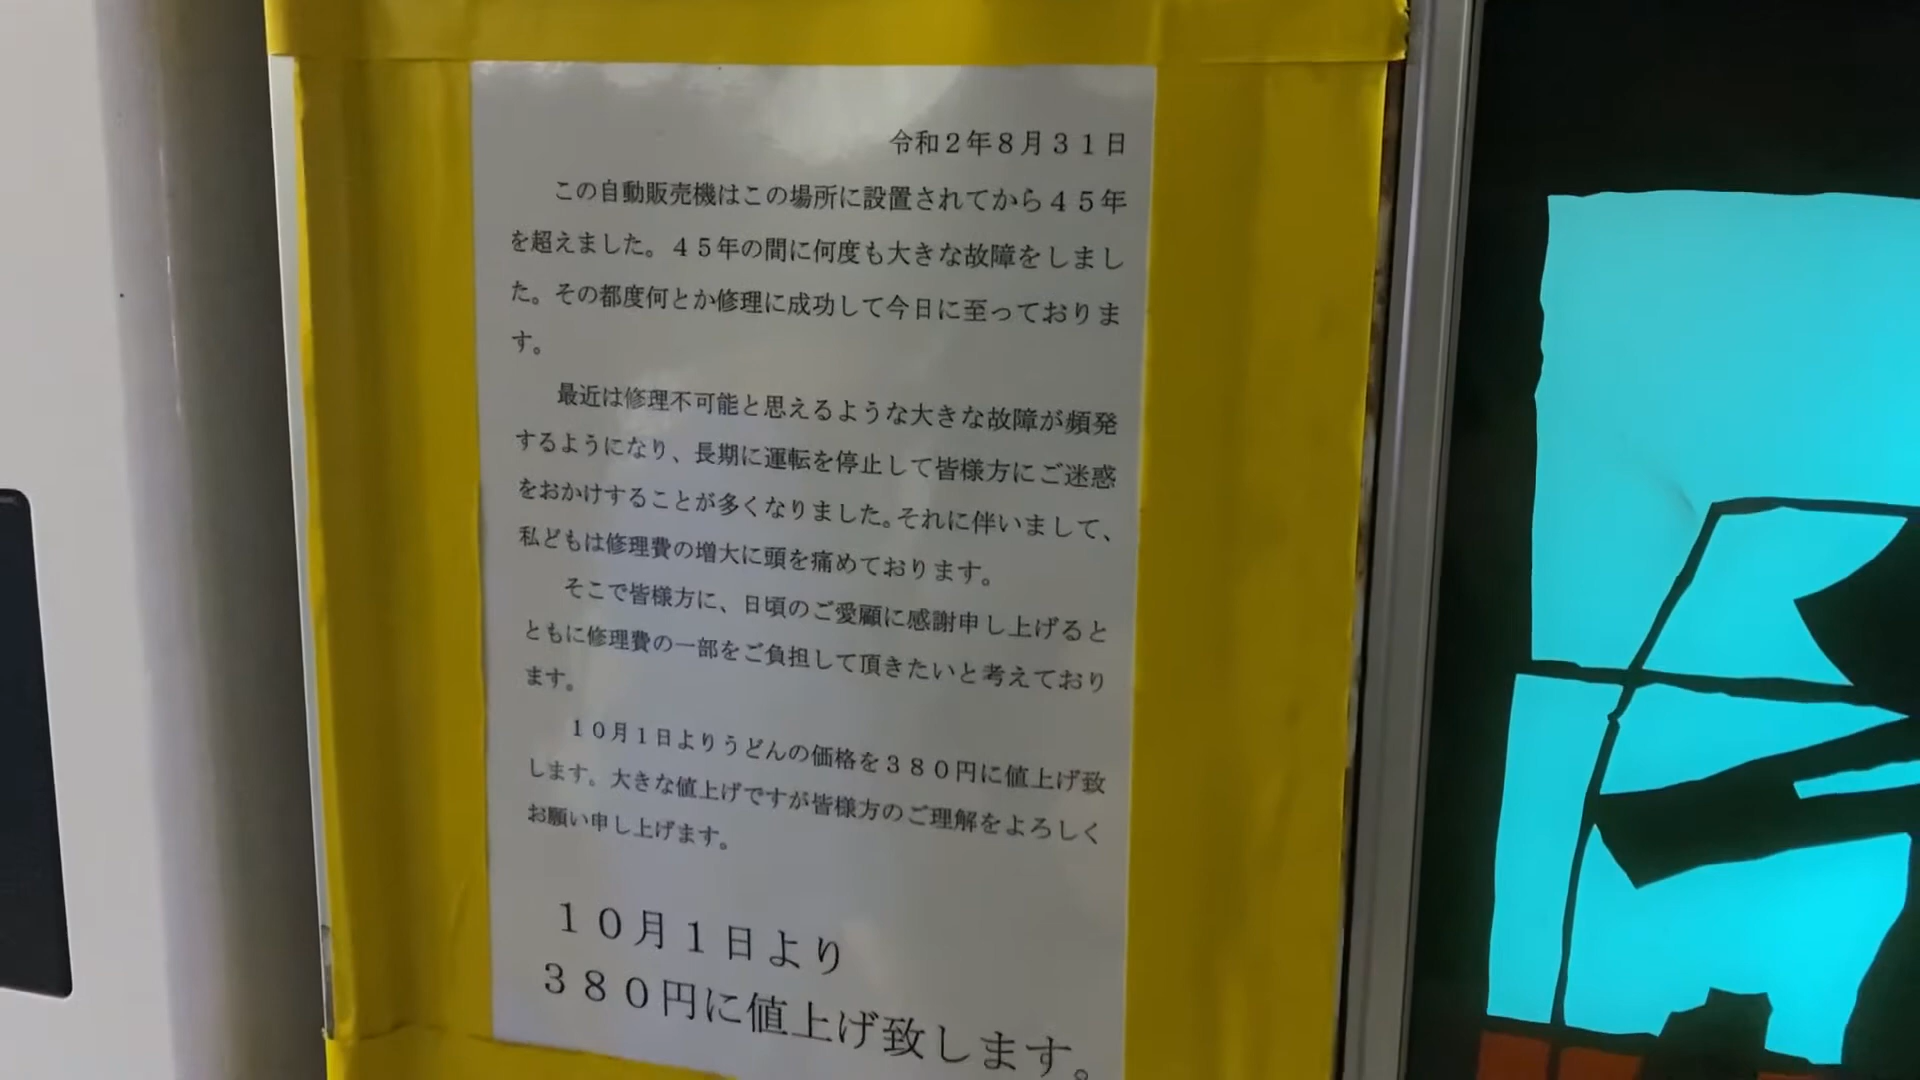 令和２年８月３１日
この自動販売機はこの場所に設置されてから４５年
を超えました。４５年の間に何度も大きな故障をしまし
た。その都度何とか修理に成功して今日に至っておりま
す。
最近は修理不可能と思えるような大きな故障が頻発
するようになり、長期に運転を停止して皆様方にご迷惑
をおかけすることが多くなりました。それに伴いまして、
私どもは修理費の増大に頭を痛めております。
そこで皆様方に、日頃のご愛顧に感謝申し上げると
ともに修理費の一部をご負担して頂きたいと考えており
ます。
１０月１日よりうどんの価格を３８０円に値上げ致
します。大きな値上げですが皆様方のご理解をよろしく
お願い申し上げます。
１０月１日より
３８０円に値上げ致します。